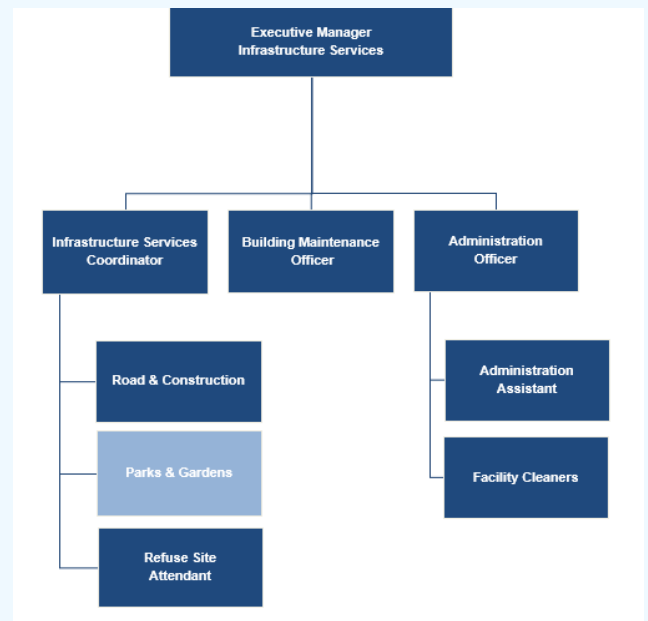 Executive Manager
Infrastructure Services
Infrastructure Services
Coordinator
Building Maintenance
Officer
Administration
Officer
Road & Construction
Administration
Assistant
Parks & Gardens
Facility Cleaners
Refuse Site
Attendant